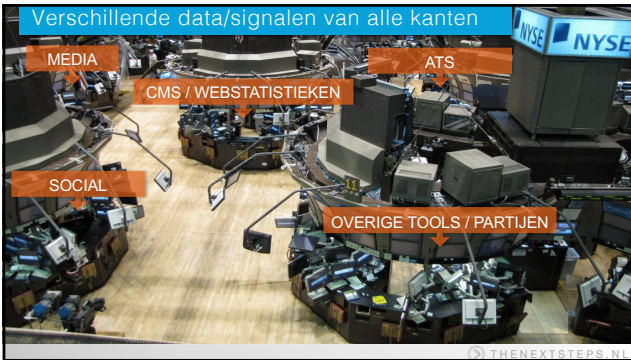 Verschillende data/signalen van alle kanten
NYSE
NYSE
MEDIA
ATS
CMS / WEBSTATISTIEKEN
SOCIAL
OVERIGE TOOLS / PARTIJEN
THENEXTSTEPS.NL